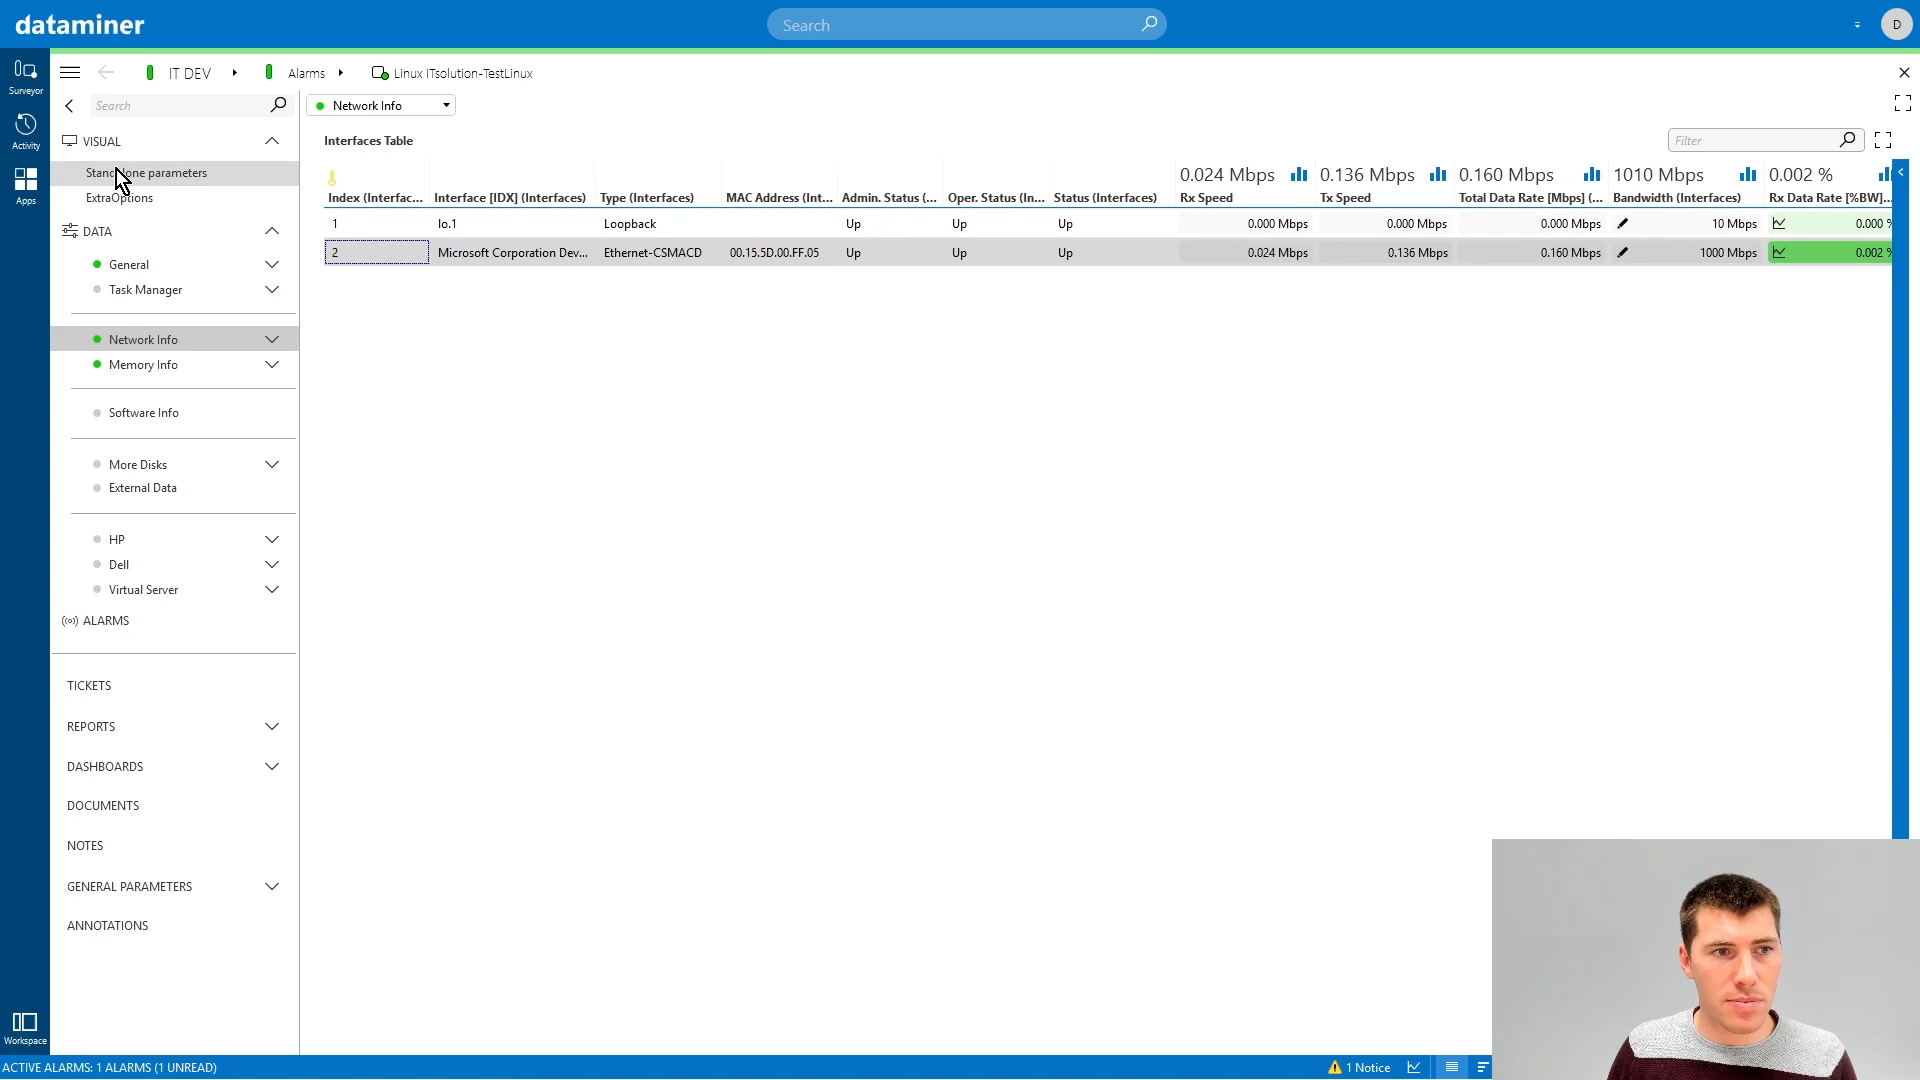 dataminer
Search
D
Surveyor
Activity
Apps
Workspace
IT DEV
Alarms
Linux ITsolution-TestLinux
Search
VISUAL
Standalone parameters
ExtraOptions
DATA
General
Task Manager
Network Info
Memory Info
Software Info
More Disks
External Data
HP
Dell
Virtual Server
ALARMS
TICKETS
REPORTS
DASHBOARDS
DOCUMENTS
NOTES
GENERAL PARAMETERS
ANNOTATIONS
Network Info
Interfaces Table
Filter
0.024 Mbps 0.136 Mbps 0.160 Mbps 1010 Mbps 0.002 %
Index (Interfac... Interface [IDX] (Interfaces) Type (Interfaces) MAC Address (Int... Admin. Status (... Oper. Status (In... Status (Interfaces) Rx Speed Tx Speed Total Data Rate [Mbps] (... Bandwidth (Interfaces) Rx Data Rate [%BW]...
1 lo.1 Loopback Up Up Up 0.000 Mbps 0.000 Mbps 0.000 Mbps 10 Mbps 0.000 %
2 Microsoft Corporation Dev... Ethernet-CSMACD 00.15.5D.00.FF.05 Up Up Up 0.024 Mbps 0.136 Mbps 0.160 Mbps 1000 Mbps 0.002 %
ACTIVE ALARMS: 1 ALARMS (1 UNREAD)
1 Notice